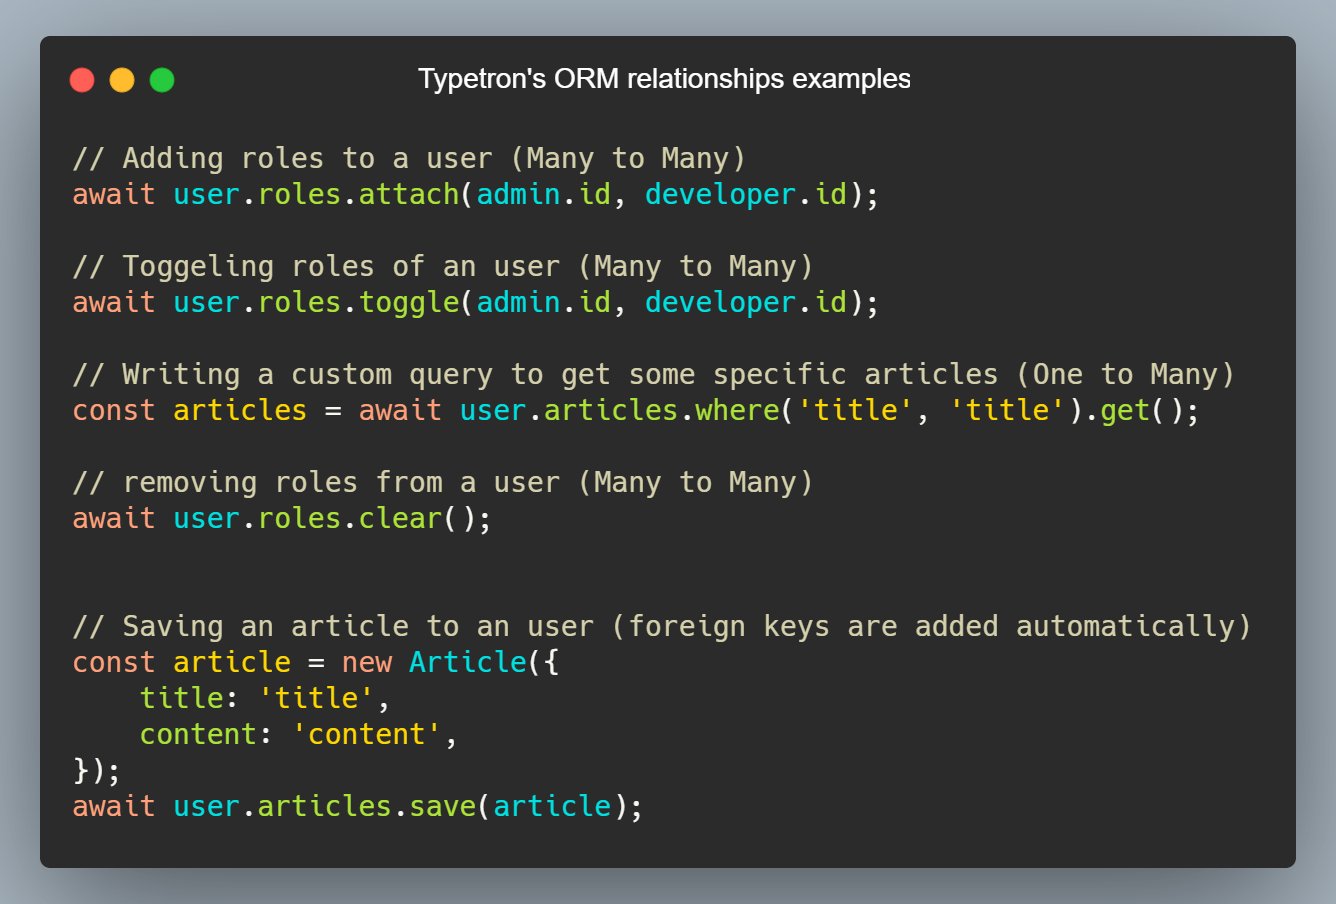 Typetron's ORM relationships examples
// Adding roles to a user (Many to Many)
await user.roles.attach(admin.id, developer.id);
// Toggeling roles of an user (Many to Many)
await user.roles.toggle(admin.id, developer.id);
// Writing a custom query to get some specific articles (One to Many)
const articles = await user.articles.where('title', 'title').get();
// removing roles from a user (Many to Many)
await user.roles.clear();
// Saving an article to an user (foreign keys are added automatically)
const article = new Article({
    title: 'title',
    content: 'content',
});
await user.articles.save(article);